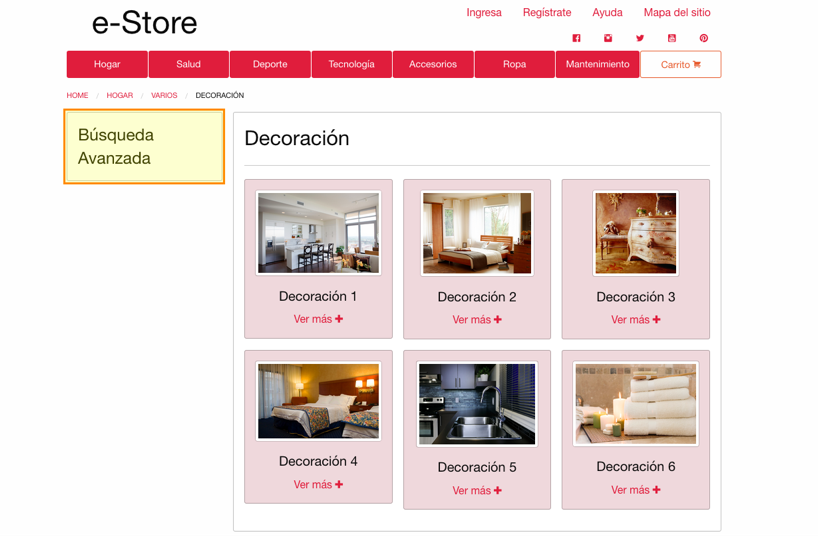 e-Store
Ingresa Regístrate Ayuda Mapa del sitio
Hogar Salud Deporte Tecnología Accesorios Ropa Mantenimiento Carrito
HOME / HOGAR / VARIOS / DECORACIÓN
Búsqueda
Avanzada
Decoración
Decoración 1 Decoración 2 Decoración 3
Ver más Ver más Ver más
Decoración 4 Decoración 5 Decoración 6
Ver más Ver más Ver más